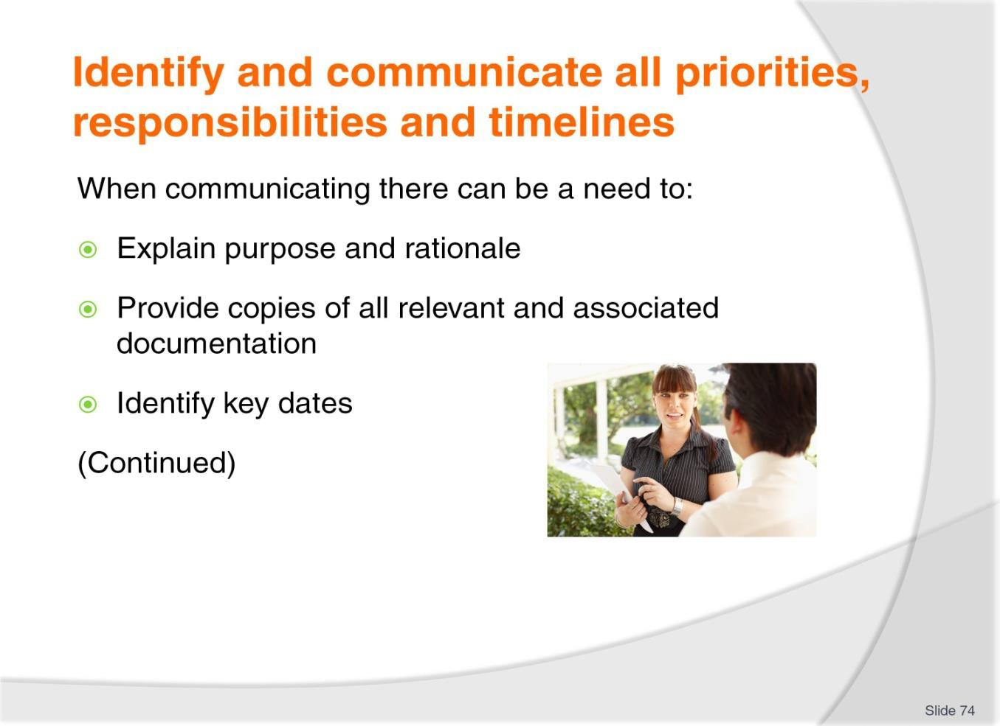 Identify and communicate all priorities,
responsibilities and timelines
When communicating there can be a need to:
Explain purpose and rationale
Provide copies of all relevant and associated
documentation
Identify key dates
(Continued)
Slide 74